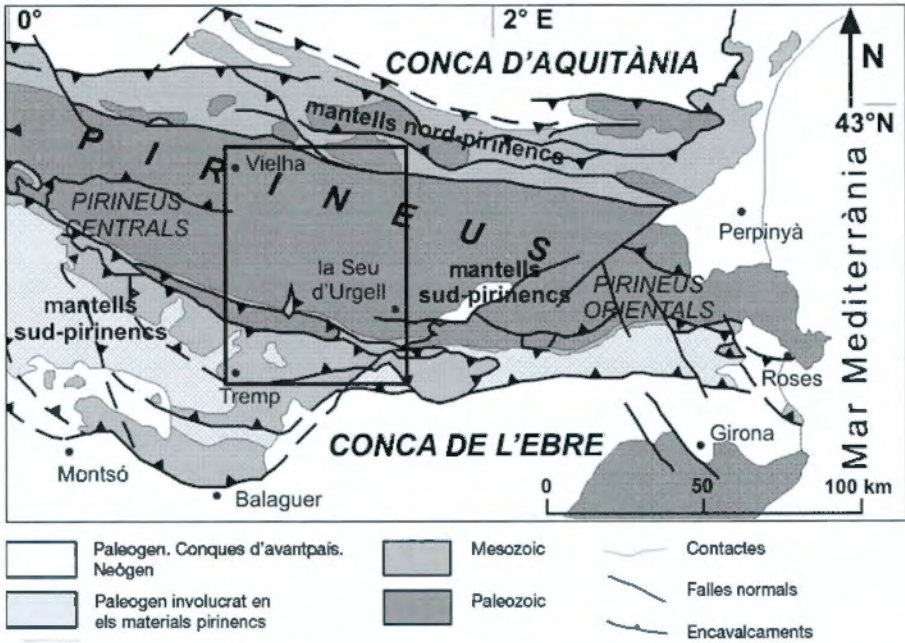 0°
2° E
CONCA D'AQUITÀNIA
N
43°N
mantells nord-pirinencs
PIRINEUS
Vielha
PIRINEUS
CENTRALS
Perpinyà
Mar Mediterrània
la Seu
d'Urgell
mantells
sud-pirinencs
PIRINEUS
ORIENTALS
mantells
sud-pirinencs
Tremp
Roses
CONCA DE L'EBRE
Girona
Montsó
Balaguer
0 50 100 km
Paleogen. Conques d'avantpaís.
Neògen
Paleogen involucrat en
els materials pirinencs
Mesozoic
Paleozoic
Contactes
Falles normals
Encavalcaments